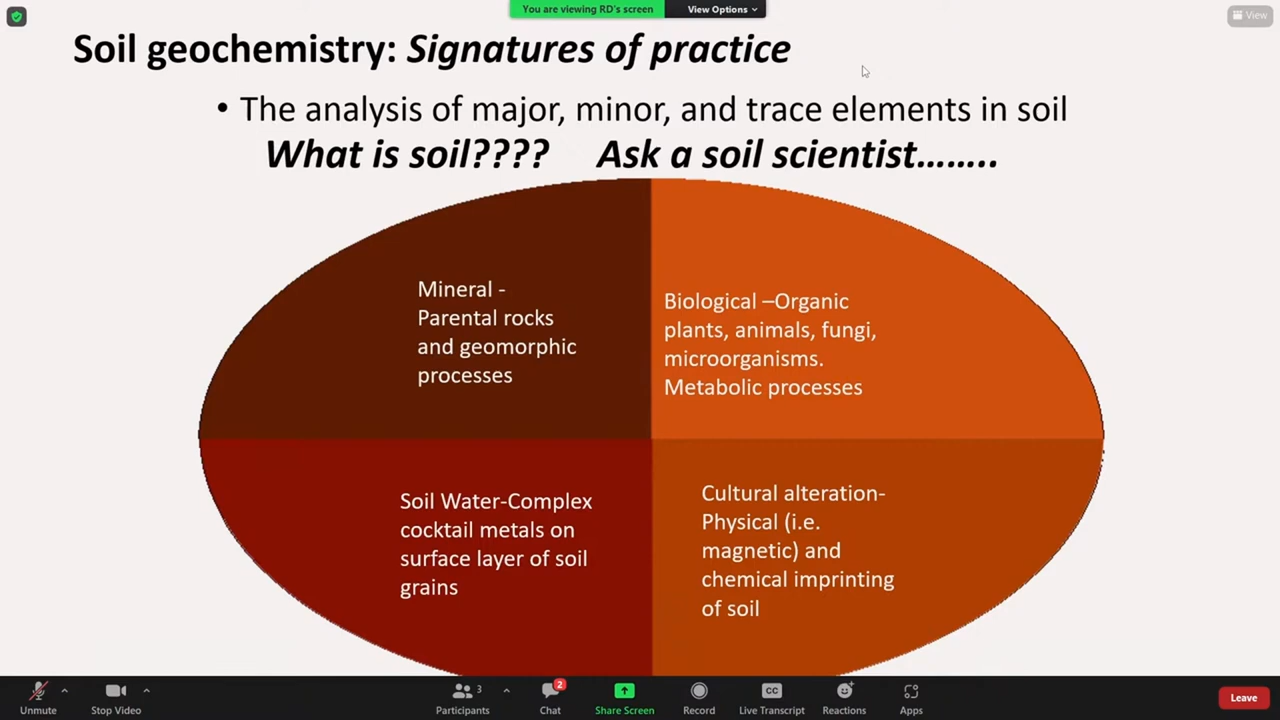 You are viewing RD's screen
View Options
View
Soil geochemistry: Signatures of practice
• The analysis of major, minor, and trace elements in soil
What is soil???? Ask a soil scientist……..
Mineral -
Parental rocks
and geomorphic
processes
Biological –Organic
plants, animals, fungi,
microorganisms.
Metabolic processes
Soil Water-Complex
cocktail metals on
surface layer of soil
grains
Cultural alteration-
Physical (i.e.
magnetic) and
chemical imprinting
of soil
Unmute
Stop Video
3
Participants
2
Chat
Share Screen
Record
CC
Live Transcript
Reactions
Apps
Leave